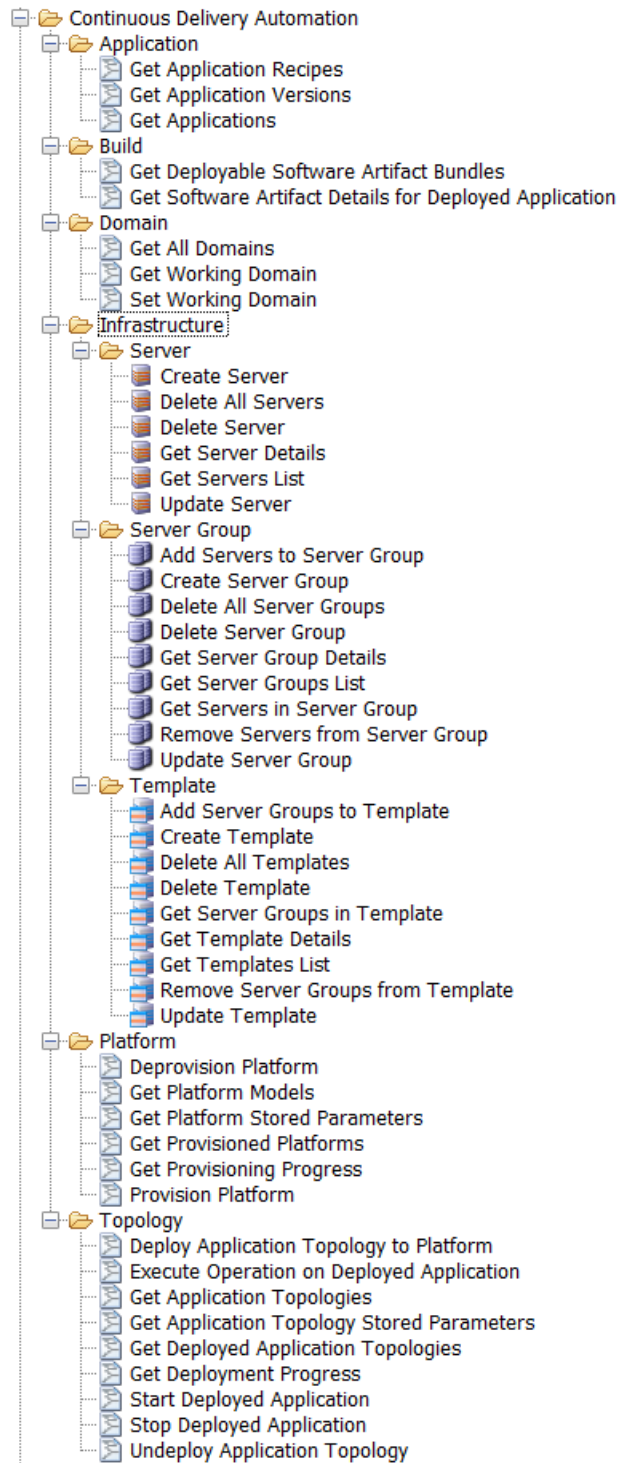 Continuous Delivery Automation
Application
Get Application Recipes
Get Application Versions
Get Applications
Build
Get Deployable Software Artifact Bundles
Get Software Artifact Details for Deployed Application
Domain
Get All Domains
Get Working Domain
Set Working Domain
Infrastructure
Server
Create Server
Delete All Servers
Delete Server
Get Server Details
Get Servers List
Update Server
Server Group
Add Servers to Server Group
Create Server Group
Delete All Server Groups
Delete Server Group
Get Server Group Details
Get Server Groups List
Get Servers in Server Group
Remove Servers from Server Group
Update Server Group
Template
Add Server Groups to Template
Create Template
Delete All Templates
Delete Template
Get Server Groups in Template
Get Template Details
Get Templates List
Remove Server Groups from Template
Update Template
Platform
Deprovision Platform
Get Platform Models
Get Platform Stored Parameters
Get Provisioned Platforms
Get Provisioning Progress
Provision Platform
Topology
Deploy Application Topology to Platform
Execute Operation on Deployed Application
Get Application Topologies
Get Application Topology Stored Parameters
Get Deployed Application Topologies
Get Deployment Progress
Start Deployed Application
Stop Deployed Application
Undeploy Application Topology